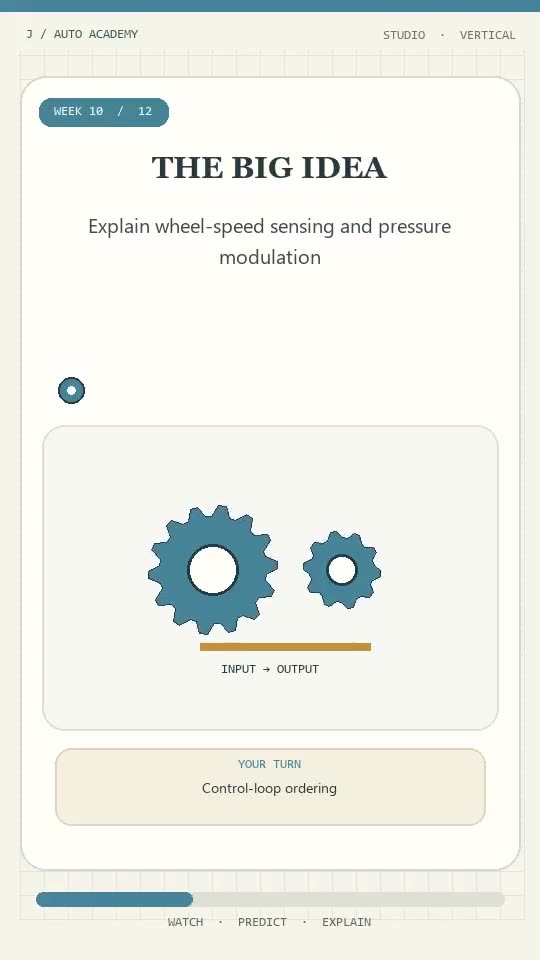 J / AUTO ACADEMY
STUDIO · VERTICAL
WEEK 10 / 12
THE BIG IDEA
Explain wheel-speed sensing and pressure
modulation
INPUT → OUTPUT
YOUR TURN
Control-loop ordering
WATCH · PREDICT · EXPLAIN